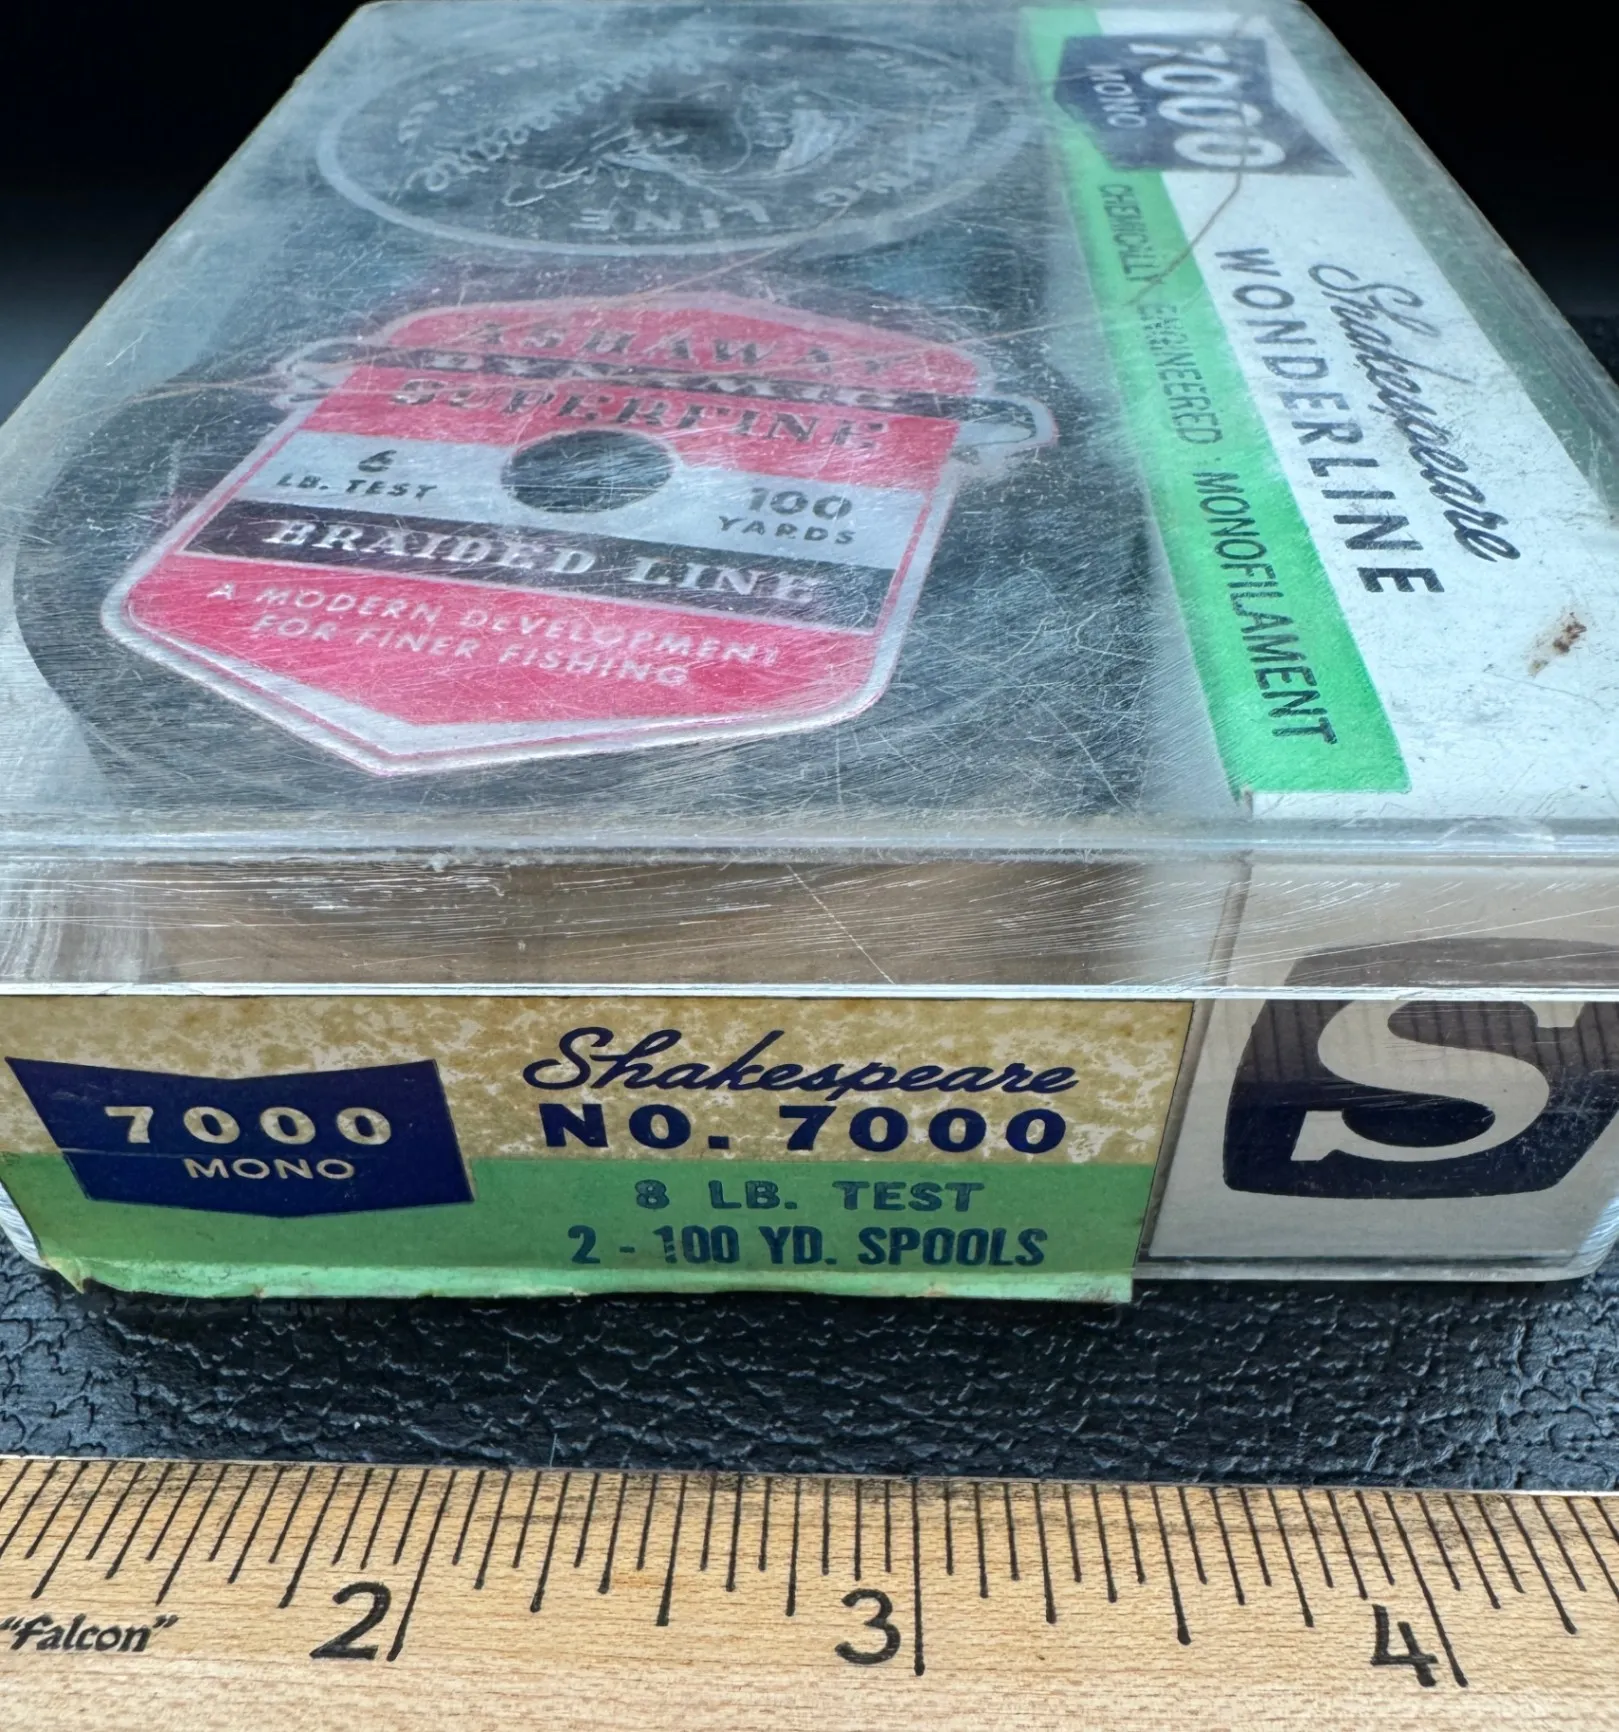 7000
MONO
Shakespeare
WONDERLINE
CHEMICALLY ENGINEERED · MONOFILAMENT
LINE
ASHAWAY
SUPERFINE
6
LB. TEST
100
YARDS
BRAIDED LINE
A MODERN DEVELOPMENT
FOR FINER FISHING
7000
MONO
Shakespeare
NO. 7000
8 LB. TEST
2 - 100 YD. SPOOLS
S
2 3 4
"Falcon"